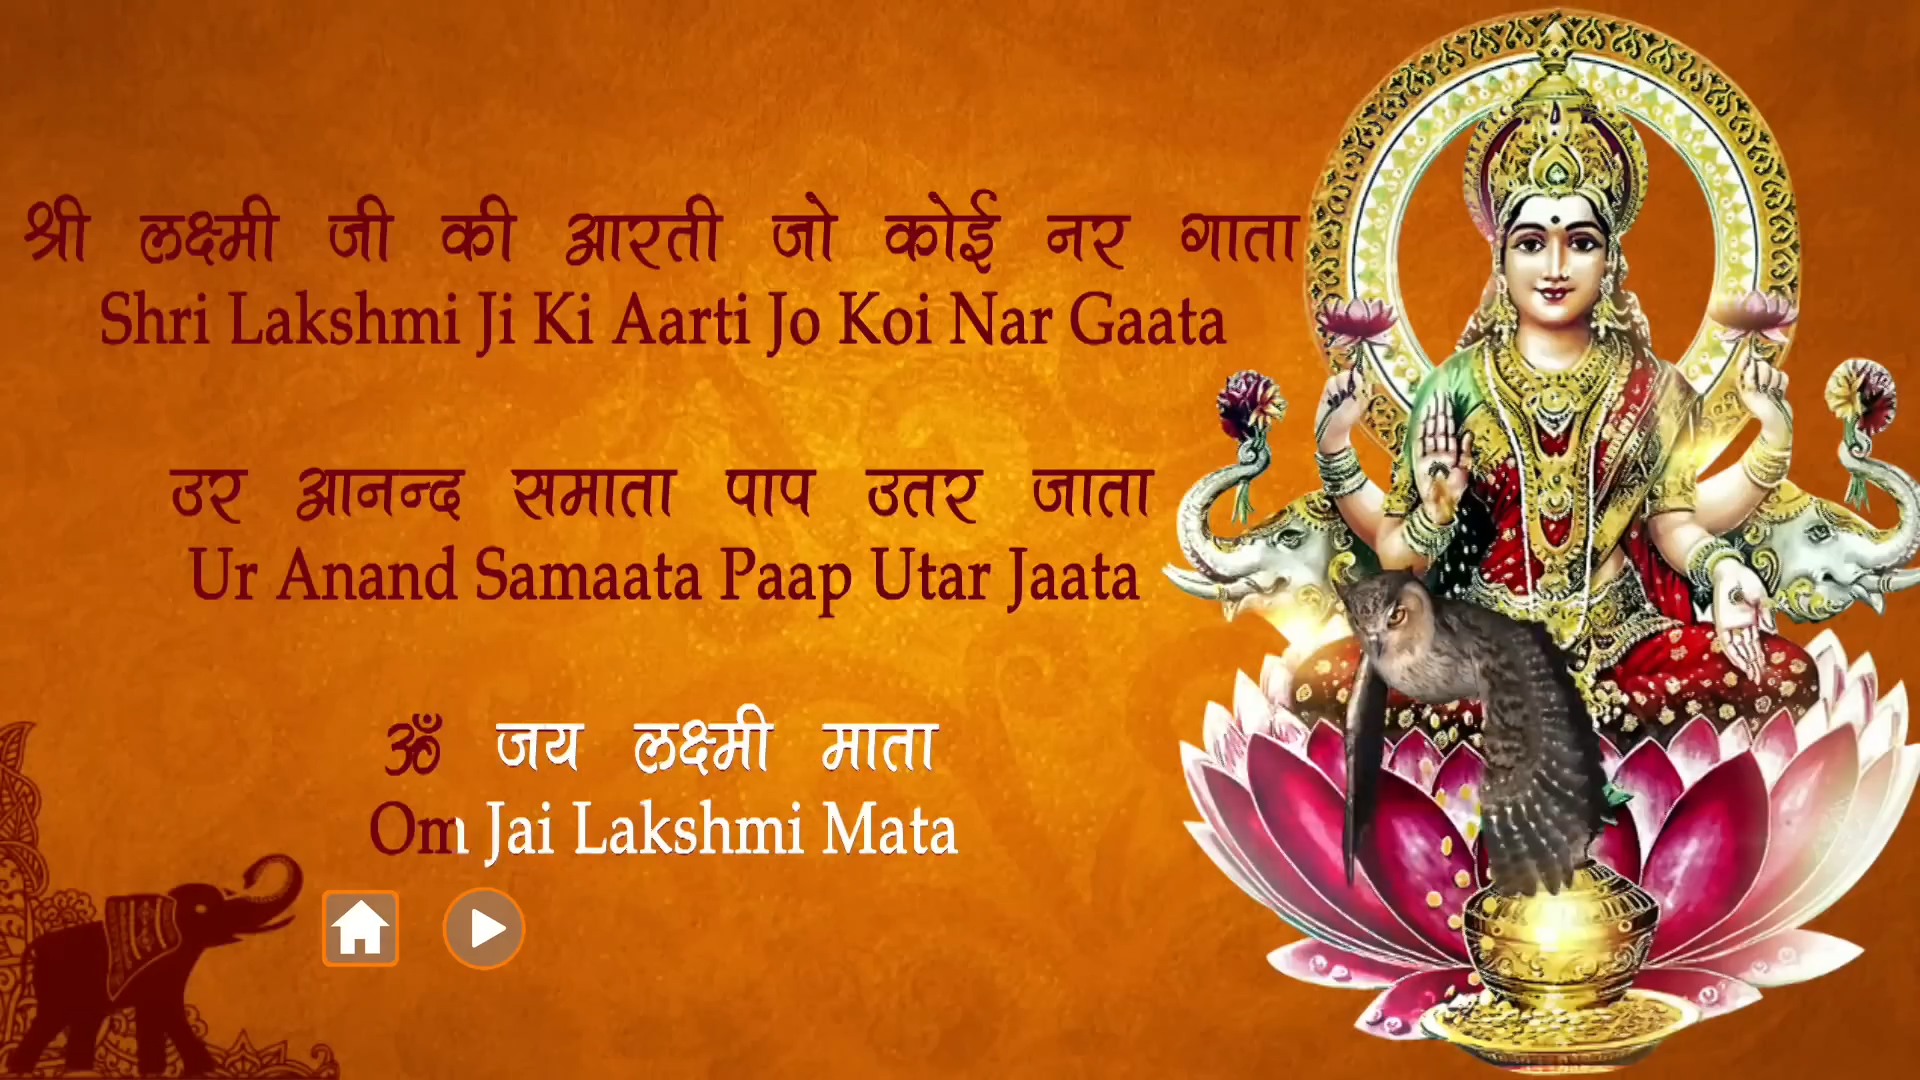 श्री लक्ष्मी जी की आरती जो कोई नर गाता
Shri Lakshmi Ji Ki Aarti Jo Koi Nar Gaata
उर आनन्द समाता पाप उतर जाता
Ur Anand Samaata Paap Utar Jaata
ॐ जय लक्ष्मी माता
Om Jai Lakshmi Mata